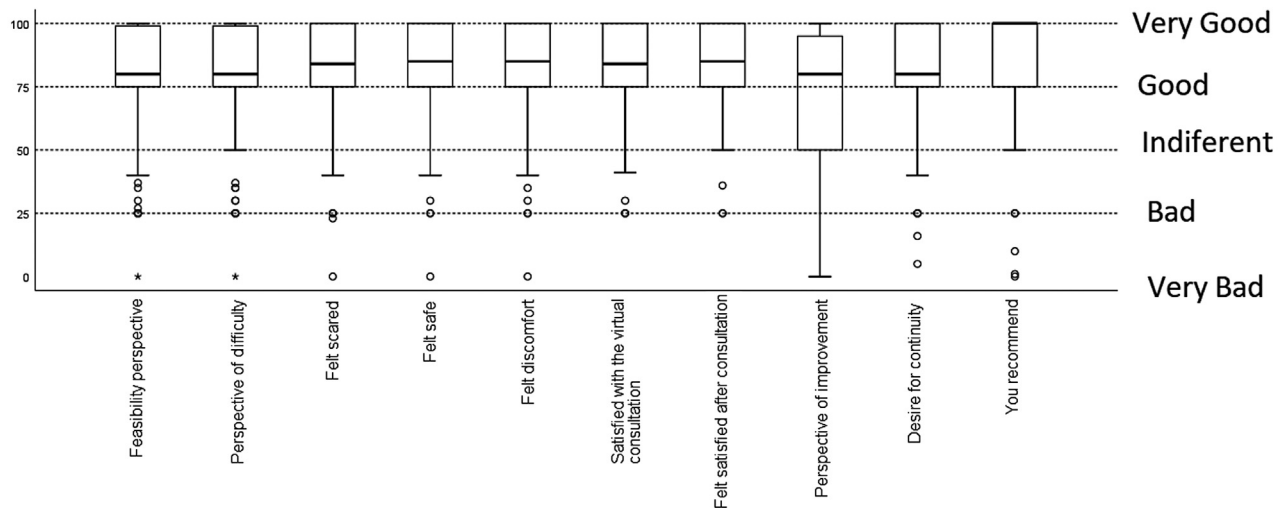 100
Very Good
75
Good
50
Indiferent
25
Bad
0
Very Bad
Feasibility perspective
Perspective of difficulty
Felt scared
Felt safe
Felt discomfort
Satisfied with the virtual
consultation
Felt satisfied after consultation
Perspective of improvement
Desire for continuity
You recommend